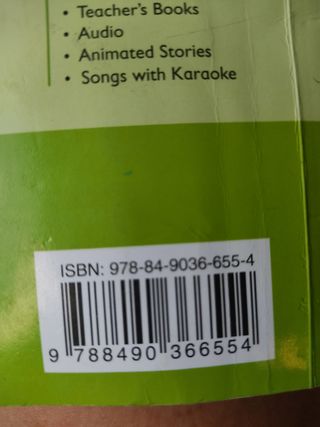 • Teacher's Books
• Audio
• Animated Stories
• Songs with Karaoke
ISBN: 978-84-9036-655-4
9 788490 366554